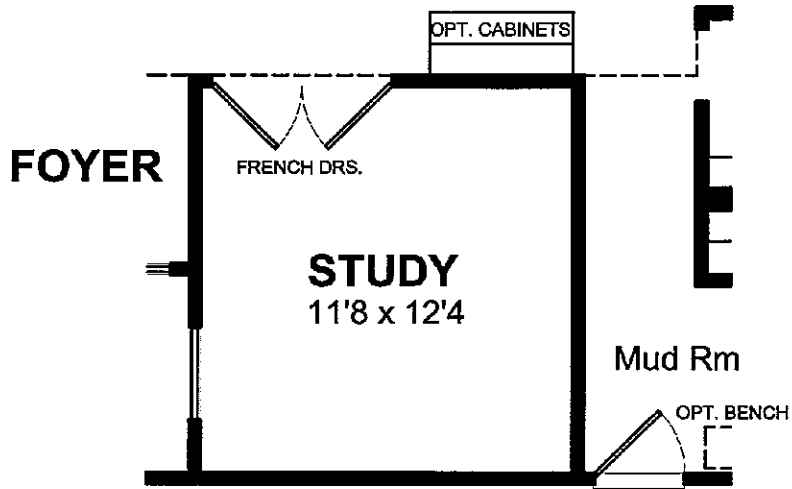 OPT. CABINETS
FOYER
FRENCH DRS.
STUDY
11'8 x 12'4
Mud Rm
OPT. BENCH